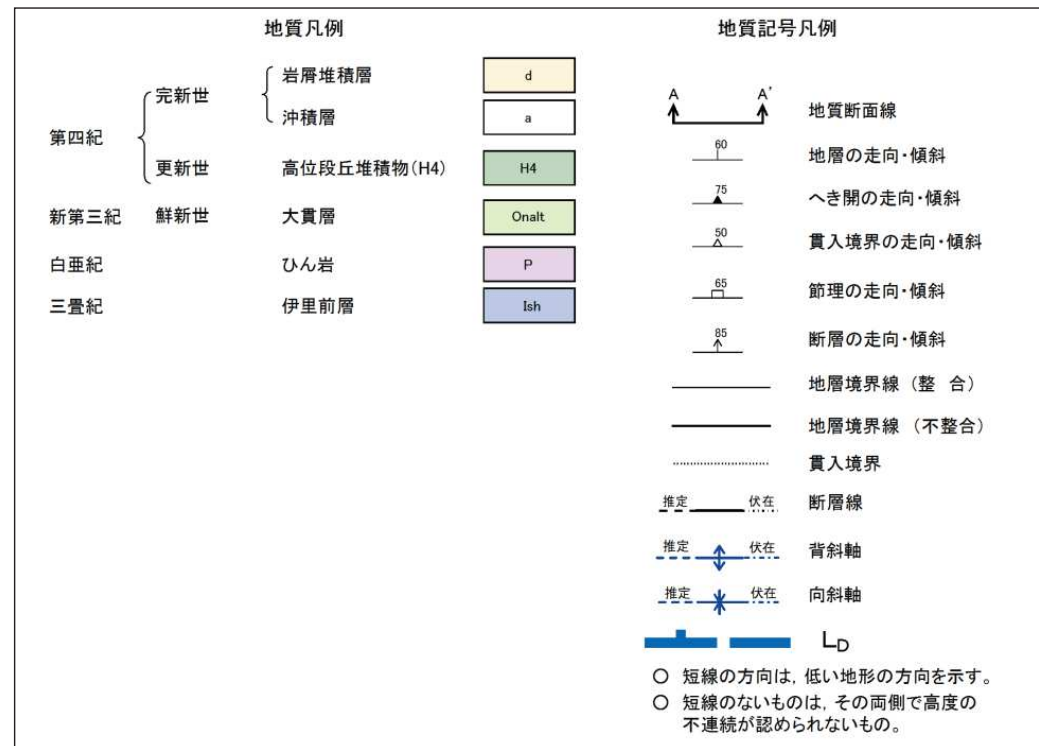 地質凡例
第四紀
完新世
岩屑堆積層
d
沖積層
a
更新世
高位段丘堆積物(H4)
H4
新第三紀
鮮新世
大貫層
Onalt
白亜紀
ひん岩
P
三畳紀
伊里前層
Ish
地質記号凡例
A A’ 地質断面線
60 地層の走向・傾斜
75 へき開の走向・傾斜
50 貫入境界の走向・傾斜
65 節理の走向・傾斜
85 断層の走向・傾斜
地層境界線 (整 合)
地層境界線 (不整合)
貫入境界
推定 伏在 断層線
推定 伏在 背斜軸
推定 伏在 向斜軸
LD
○ 短線の方向は,低い地形の方向を示す。
○ 短線のないものは,その両側で高度の
不連続が認められないもの。